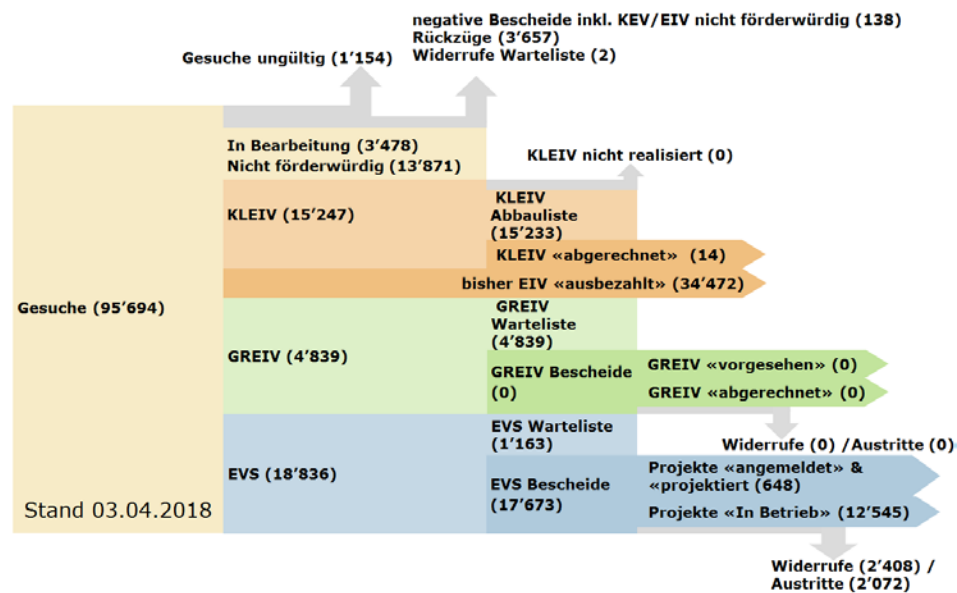 negative Bescheide inkl. KEV/EIV nicht förderwürdig (138)
Rückzüge (3’657)
Widerrufe Warteliste (2)
Gesuche ungültig (1’154)
In Bearbeitung (3’478)
Nicht förderwürdig (13’871)
KLEIV nicht realisiert (0)
KLEIV (15’247)
KLEIV
Abbauliste
(15’233)
KLEIV «abgerechnet» (14)
bisher EIV «ausbezahlt» (34’472)
Gesuche (95’694)
GREIV
Warteliste
(4’839)
GREIV (4’839)
GREIV Bescheide
(0)
GREIV «vorgesehen» (0)
GREIV «abgerechnet» (0)
EVS Warteliste
(1’163)
Widerrufe (0) /Austritte (0)
EVS (18’836)
EVS Bescheide
(17’673)
Projekte «angemeldet» &
«projektiert (648)
Projekte «In Betrieb» (12’545)
Stand 03.04.2018
Widerrufe (2’408) /
Austritte (2’072)